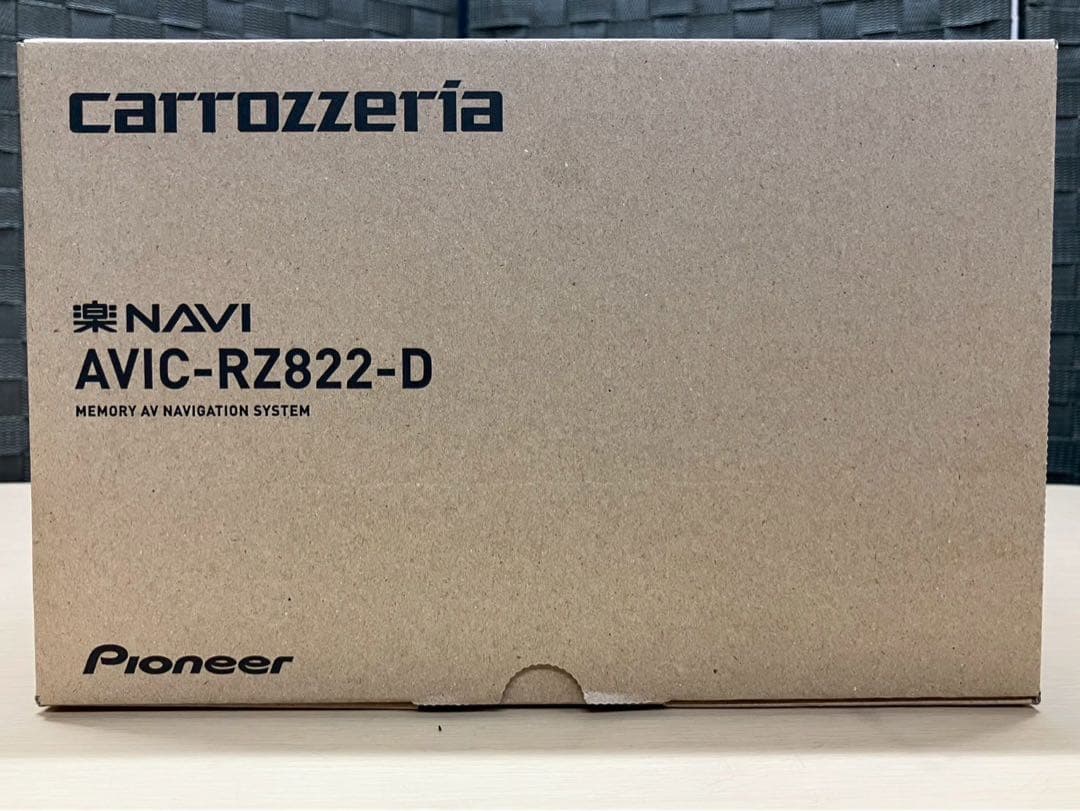 carrozzeria
楽NAVI
AVIC-RZ822-D
MEMORY AV NAVIGATION SYSTEM
Pioneer